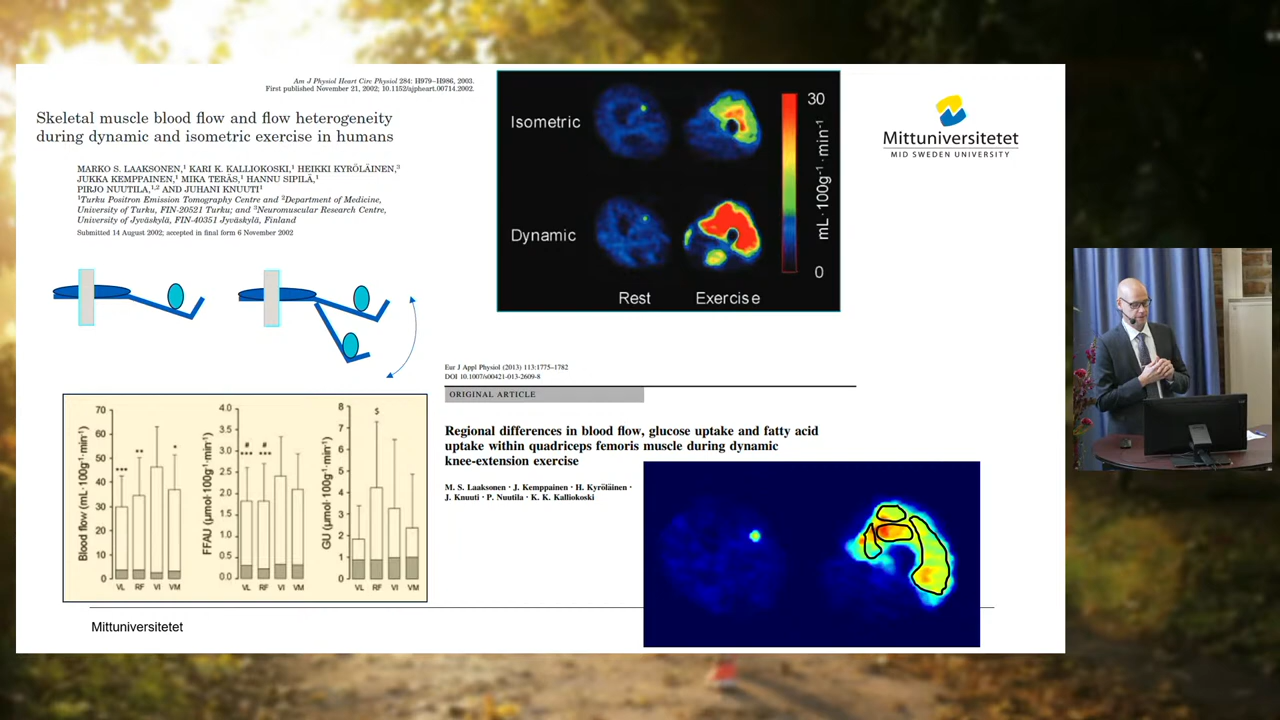 Am J Physiol Heart Circ Physiol 284: H979–H986, 2003.
First published November 21, 2002; 10.1152/ajpheart.00714.2002.
Skeletal muscle blood flow and flow heterogeneity
during dynamic and isometric exercise in humans
MARKO S. LAAKSONEN,¹ KARI K. KALLIOKOSKI,¹ HEIKKI KYRÖLÄINEN,³
JUKKA KEMPPAINEN,¹ MIKA TERÄS,¹ HANNU SIPILÄ,¹
PIRJO NUUTILA,¹,² AND JUHANI KNUUTI¹
¹Turku Positron Emission Tomography Centre and ²Department of Medicine,
University of Turku, FIN-20521 Turku; and ³Neuromuscular Research Centre,
University of Jyväskylä, FIN-40351 Jyväskylä, Finland
Submitted 14 August 2002; accepted in final form 6 November 2002
Isometric
Dynamic
Rest
Exercise
30
mL·100g⁻¹·min⁻¹
0
Mittuniversitetet
MID SWEDEN UNIVERSITY
Eur J Appl Physiol (2013) 113:1775–1782
DOI 10.1007/s00421-013-2609-8
ORIGINAL ARTICLE
Regional differences in blood flow, glucose uptake and fatty acid
uptake within quadriceps femoris muscle during dynamic
knee-extension exercise
M. S. Laaksonen · J. Kemppainen · H. Kyröläinen ·
J. Knuuti · P. Nuutila · K. K. Kalliokoski
Blood flow (mL·100g⁻¹·min⁻¹)
70
60
50
40
30
20
10
0
***
**
*
VL RF VI VM
FFAU (µmol·100g⁻¹·min⁻¹)
4.0
3.5
3.0
2.5
2.0
1.5
1.0
0.5
0.0
# #
*** ***
VL RF VI VM
GU (µmol·100g⁻¹·min⁻¹)
8
7
6
5
4
3
2
1
0
$
VL RF VI VM
Mittuniversitetet